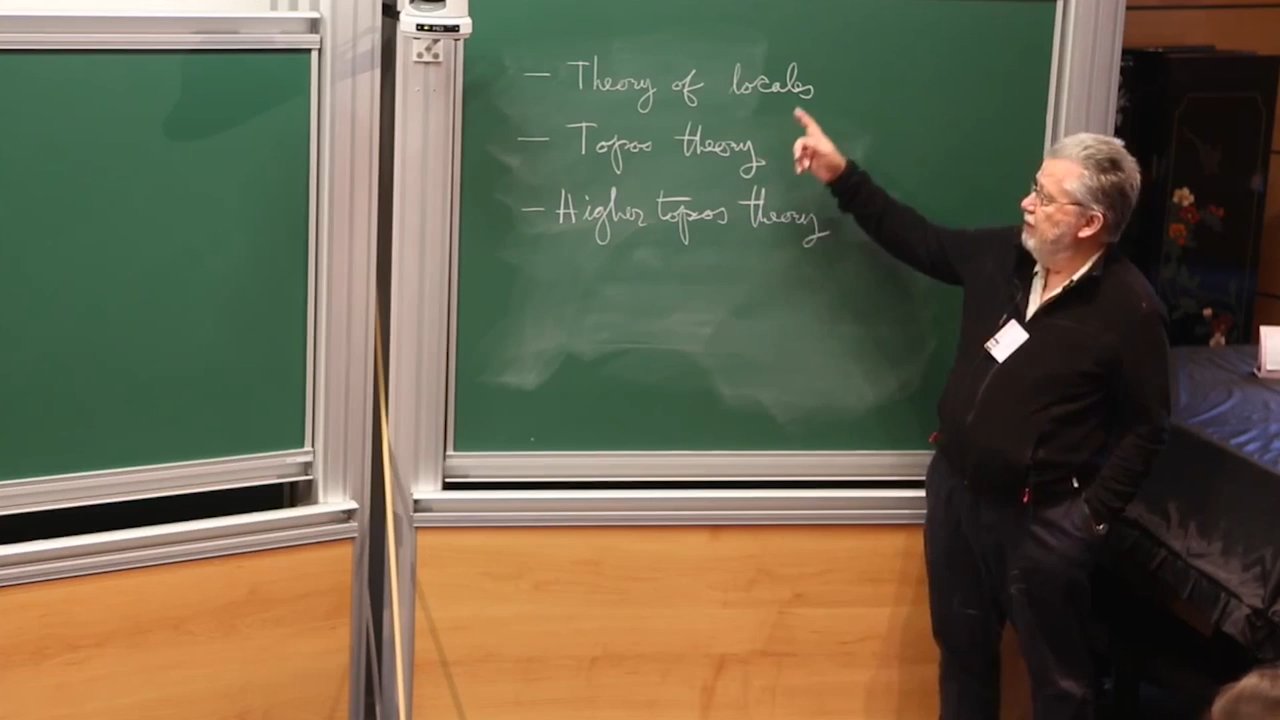 – Theory of locales
– Topos theory
– Higher topos theory